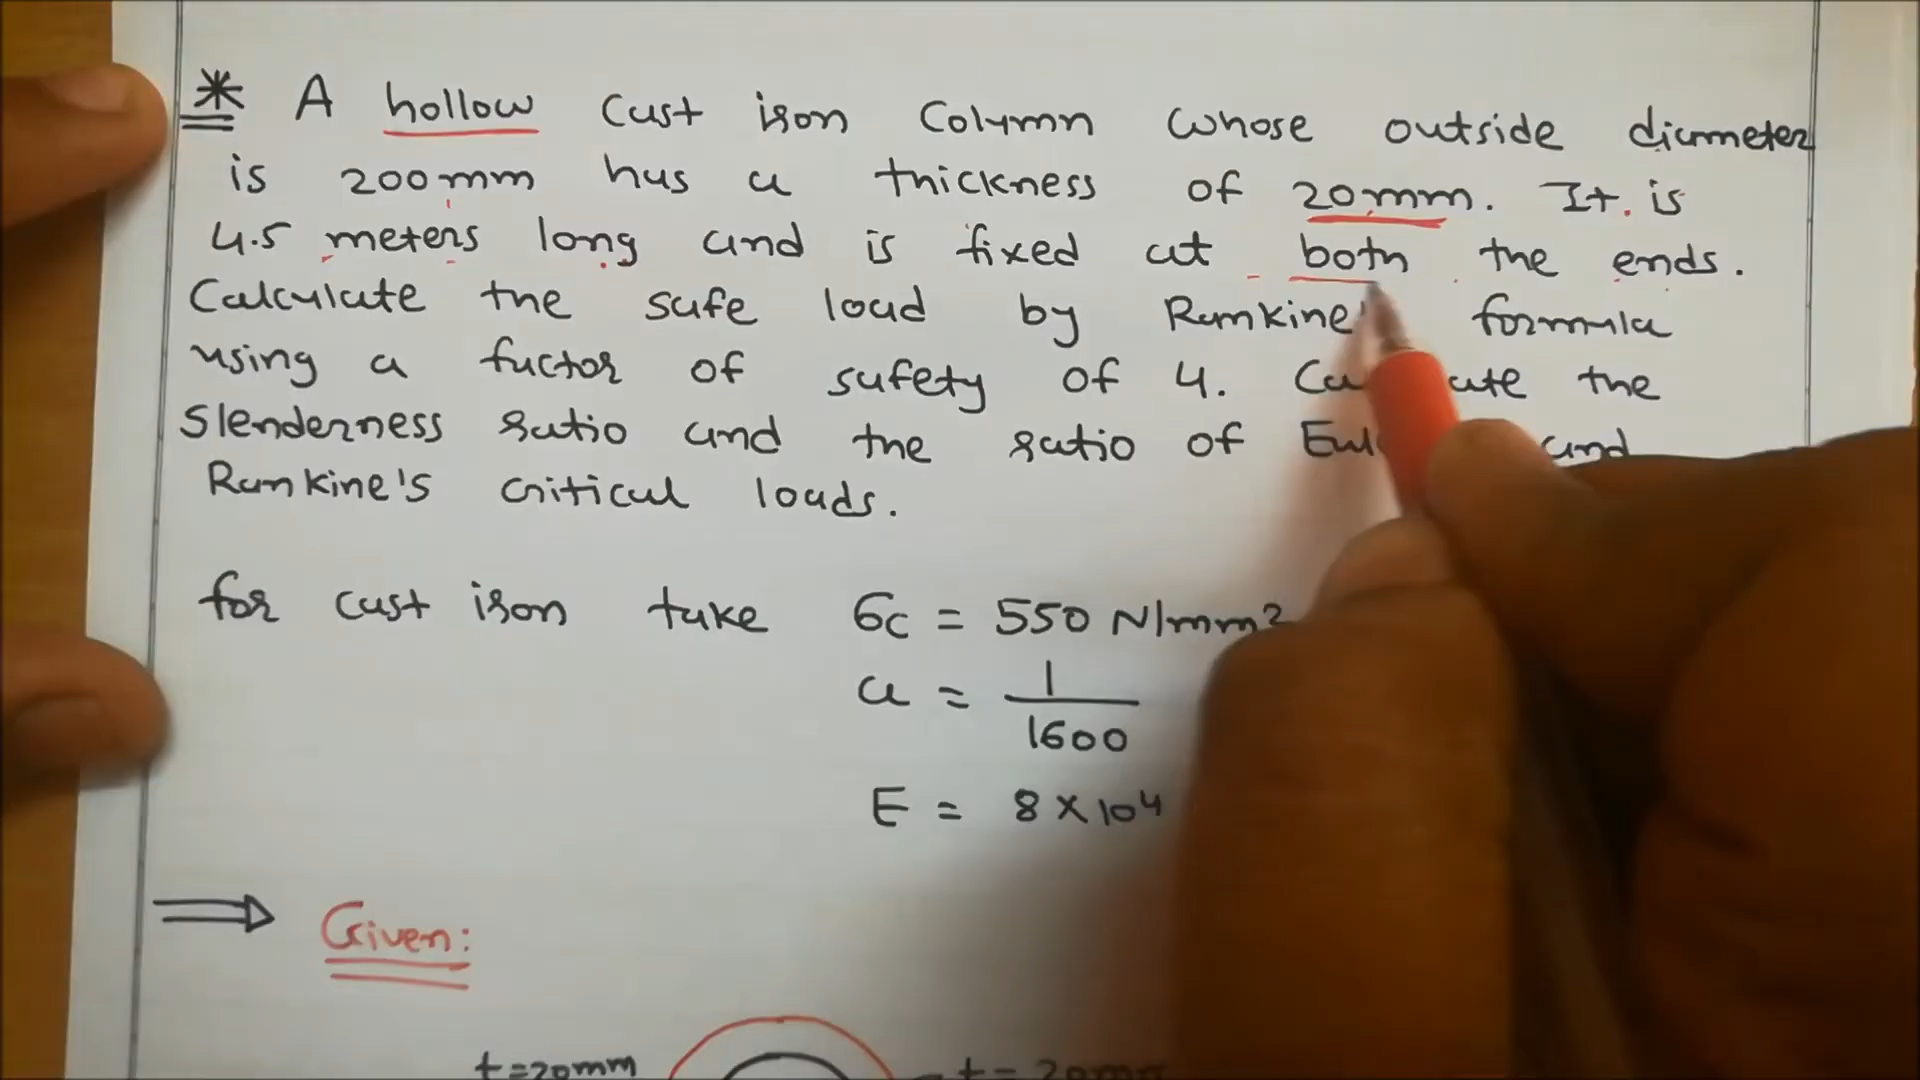 * A hollow cast iron column whose outside diameter
is 200mm has a thickness of 20mm. It is
4.5 meters long and is fixed at both the ends.
Calculate the safe load by Rankine' formula
using a factor of safety of 4. the
Slenderness ratio and the ratio of and
Rankine's critical loads.
for cast iron take σc = 550 N/mm²
a = 1/1600
E = 8×10⁴
⇒ Given:
t=20mm t= 20mm